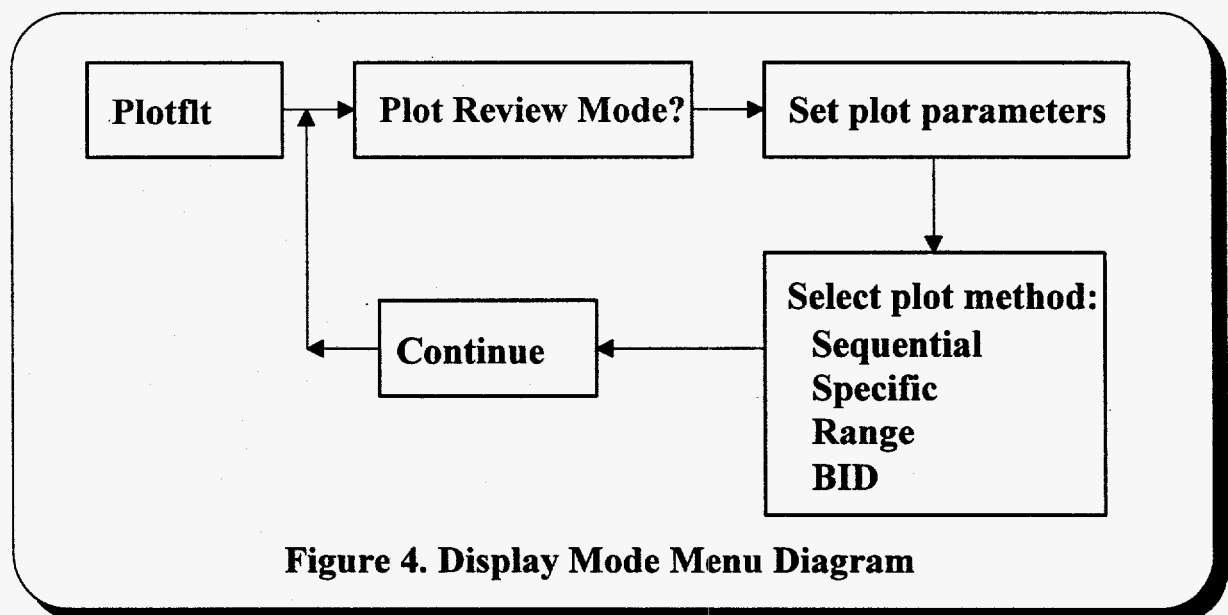 Plotflt
Plot Review Mode?
Set plot parameters
Select plot method:
Sequential
Specific
Range
BID
Continue
Figure 4. Display Mode Menu Diagram